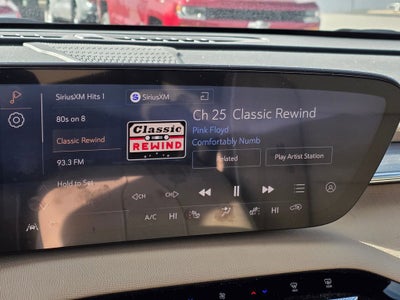 SiriusXM Hits 1
SiriusXM
80s on 8
Ch 25 Classic Rewind
Classic Rewind
Pink Floyd
Comfortably Numb
Classic
REWIND
93.3 FM
Related
Play Artist Station
Hold to Set
CH
CH
A/C
HI
HI